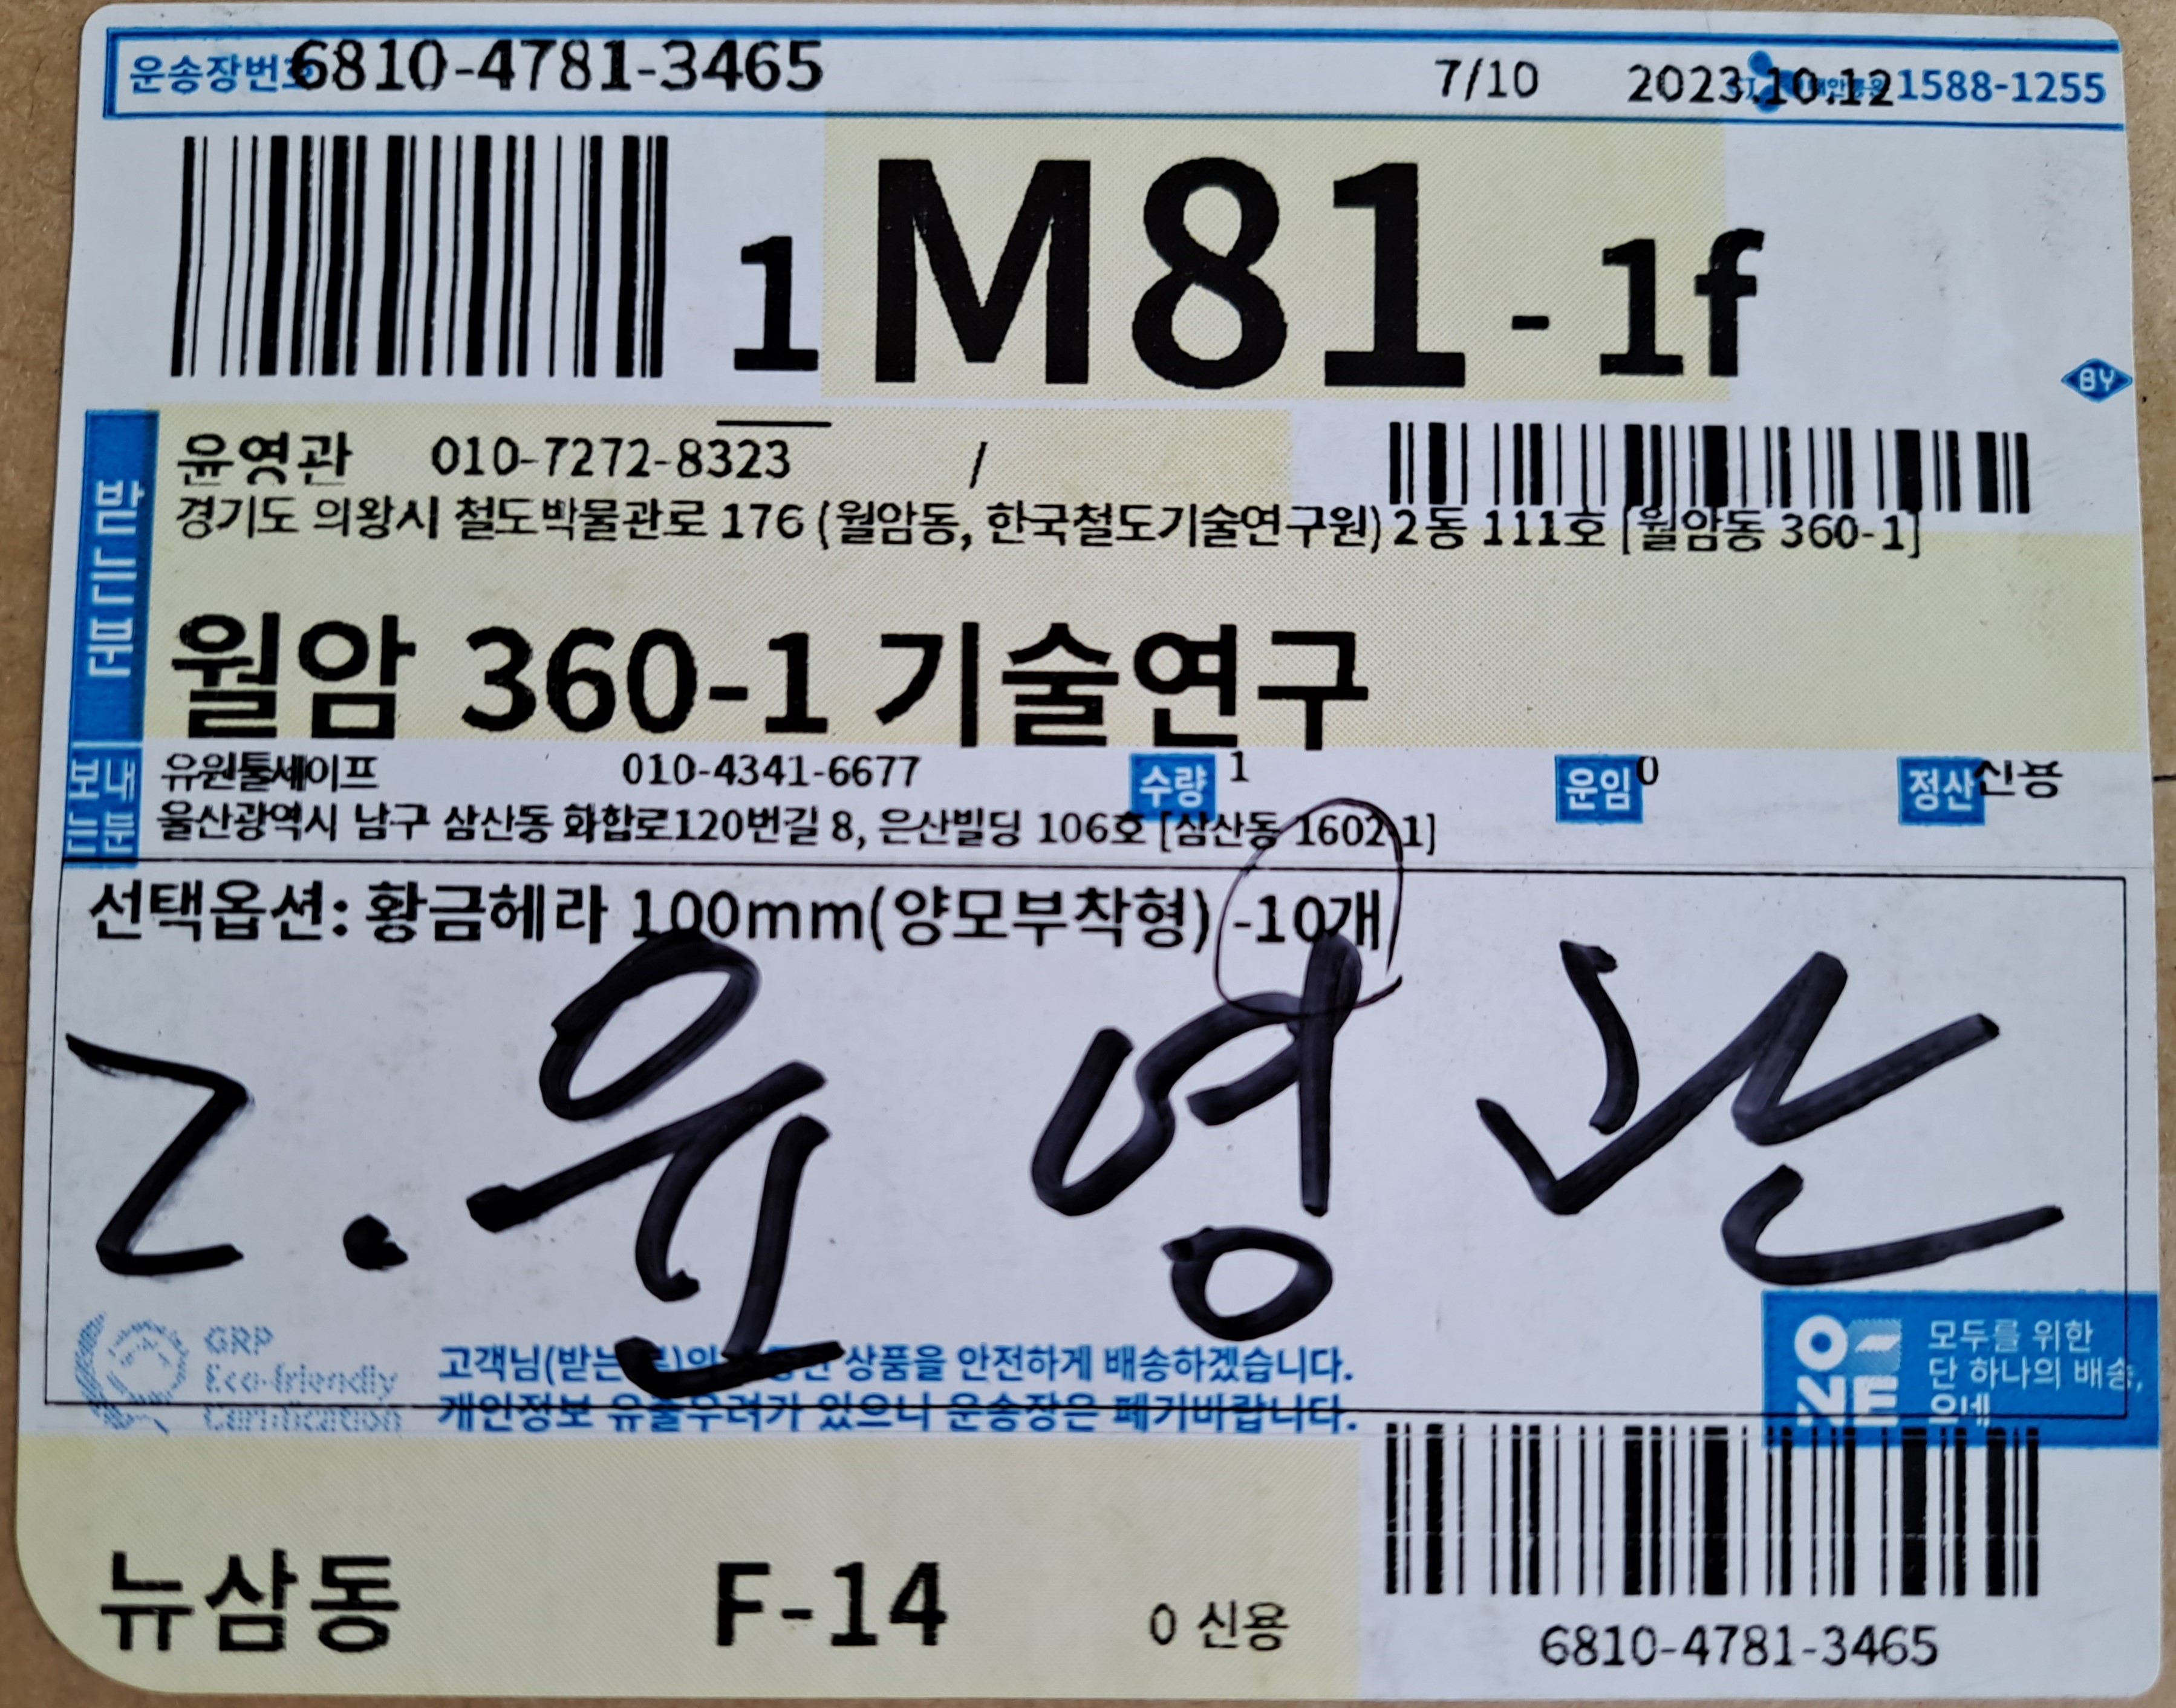 운송장번호 6810-4781-3465 7/10 2023.10.12 1588-1255
1 M81 - 1f
BY
받는분
윤영관 010-7272-8323 /
경기도 의왕시 철도박물관로 176 (월암동, 한국철도기술연구원) 2동 111호 [월암동 360-1]
월암 360-1 기술연구
보내는분
유원툴세이프 010-4341-6677 수량 1 운임 0 정산 신용
울산광역시 남구 삼산동 화합로120번길 8, 은산빌딩 106호 [삼산동 1602-1]
선택옵션: 황금헤라 100mm(양모부착형) -10개
2. 윤영관
GRP
Eco-friendly
Certification
고객님(받는분)의 상품을 안전하게 배송하겠습니다.
개인정보 유출우려가 있으니 운송장은 폐기바랍니다.
O-NE
모두를 위한
단 하나의 배송,
오네
뉴삼동 F-14 0 신용
6810-4781-3465